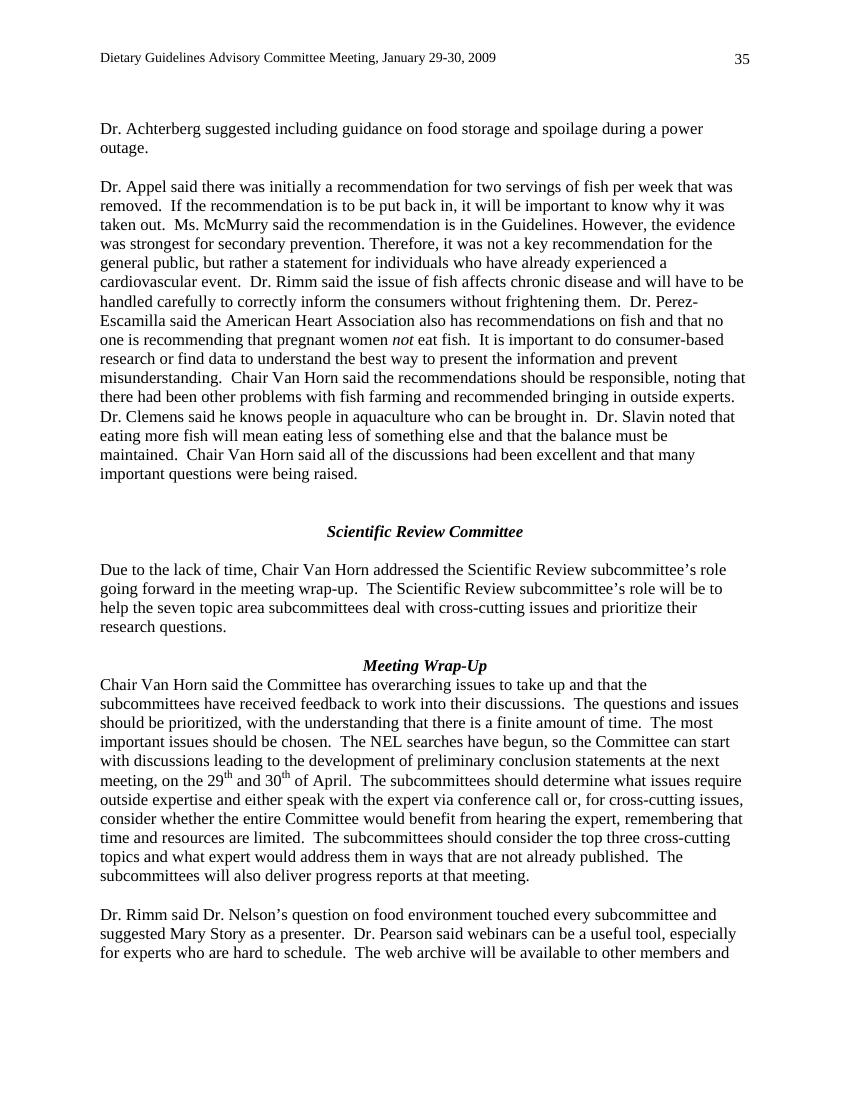 Dietary Guidelines Advisory Committee Meeting, January 29-30, 2009 35
Dr. Achterberg suggested including guidance on food storage and spoilage during a power
outage.
Dr. Appel said there was initially a recommendation for two servings of fish per week that was
removed.  If the recommendation is to be put back in, it will be important to know why it was
taken out.  Ms. McMurry said the recommendation is in the Guidelines. However, the evidence
was strongest for secondary prevention. Therefore, it was not a key recommendation for the
general public, but rather a statement for individuals who have already experienced a
cardiovascular event.  Dr. Rimm said the issue of fish affects chronic disease and will have to be
handled carefully to correctly inform the consumers without frightening them.  Dr. Perez-
Escamilla said the American Heart Association also has recommendations on fish and that no
one is recommending that pregnant women not eat fish.  It is important to do consumer-based
research or find data to understand the best way to present the information and prevent
misunderstanding.  Chair Van Horn said the recommendations should be responsible, noting that
there had been other problems with fish farming and recommended bringing in outside experts.
Dr. Clemens said he knows people in aquaculture who can be brought in.  Dr. Slavin noted that
eating more fish will mean eating less of something else and that the balance must be
maintained.  Chair Van Horn said all of the discussions had been excellent and that many
important questions were being raised.
Scientific Review Committee
Due to the lack of time, Chair Van Horn addressed the Scientific Review subcommittee’s role
going forward in the meeting wrap-up.  The Scientific Review subcommittee’s role will be to
help the seven topic area subcommittees deal with cross-cutting issues and prioritize their
research questions.
Meeting Wrap-Up
Chair Van Horn said the Committee has overarching issues to take up and that the
subcommittees have received feedback to work into their discussions.  The questions and issues
should be prioritized, with the understanding that there is a finite amount of time.  The most
important issues should be chosen.  The NEL searches have begun, so the Committee can start
with discussions leading to the development of preliminary conclusion statements at the next
meeting, on the 29th and 30th of April.  The subcommittees should determine what issues require
outside expertise and either speak with the expert via conference call or, for cross-cutting issues,
consider whether the entire Committee would benefit from hearing the expert, remembering that
time and resources are limited.  The subcommittees should consider the top three cross-cutting
topics and what expert would address them in ways that are not already published.  The
subcommittees will also deliver progress reports at that meeting.
Dr. Rimm said Dr. Nelson’s question on food environment touched every subcommittee and
suggested Mary Story as a presenter.  Dr. Pearson said webinars can be a useful tool, especially
for experts who are hard to schedule.  The web archive will be available to other members and